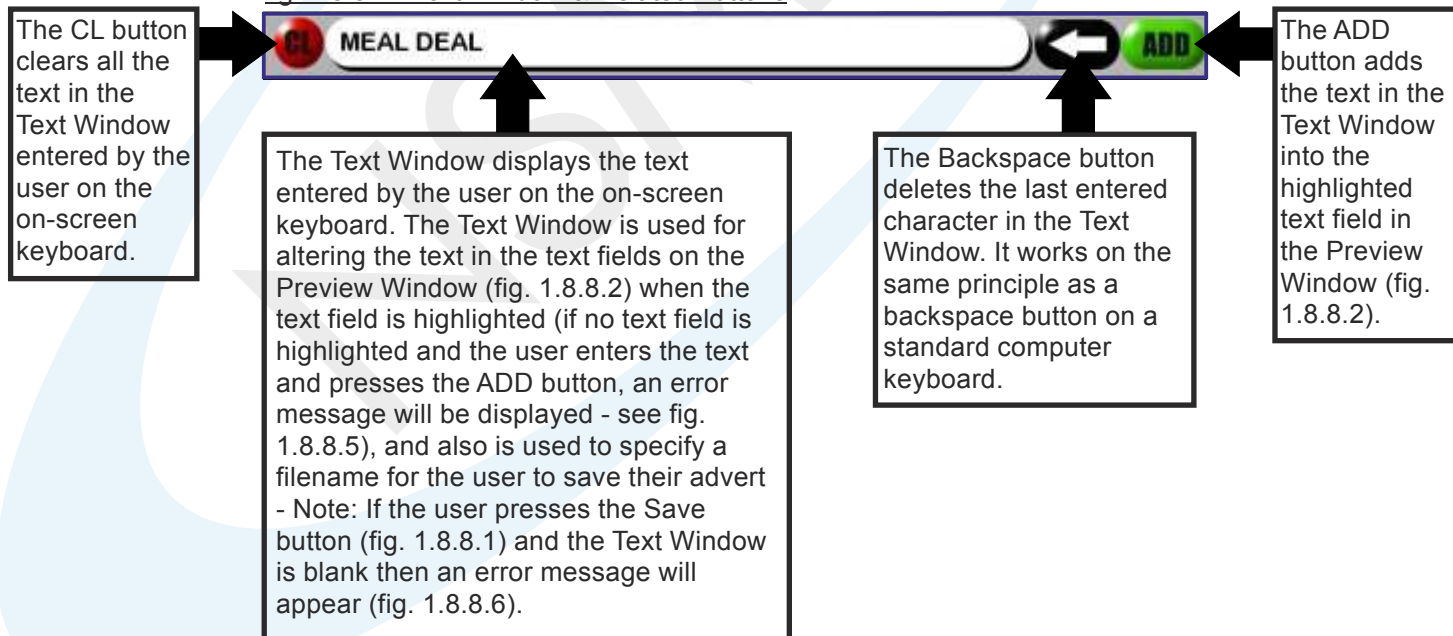 The CL button
clears all the
text in the
Text Window
entered by the
user on the
on-screen
keyboard.
CL
MEAL DEAL
ADD
The Text Window displays the text
entered by the user on the on-screen
keyboard. The Text Window is used for
altering the text in the text fields on the
Preview Window (fig. 1.8.8.2) when the
text field is highlighted (if no text field is
highlighted and the user enters the text
and presses the ADD button, an error
message will be displayed - see fig.
1.8.8.5), and also is used to specify a
filename for the user to save their advert
- Note: If the user presses the Save
button (fig. 1.8.8.1) and the Text Window
is blank then an error message will
appear (fig. 1.8.8.6).
The Backspace button
deletes the last entered
character in the Text
Window. It works on the
same principle as a
backspace button on a
standard computer
keyboard.
The ADD
button adds
the text in the
Text Window
into the
highlighted
text field in
the Preview
Window (fig.
1.8.8.2).